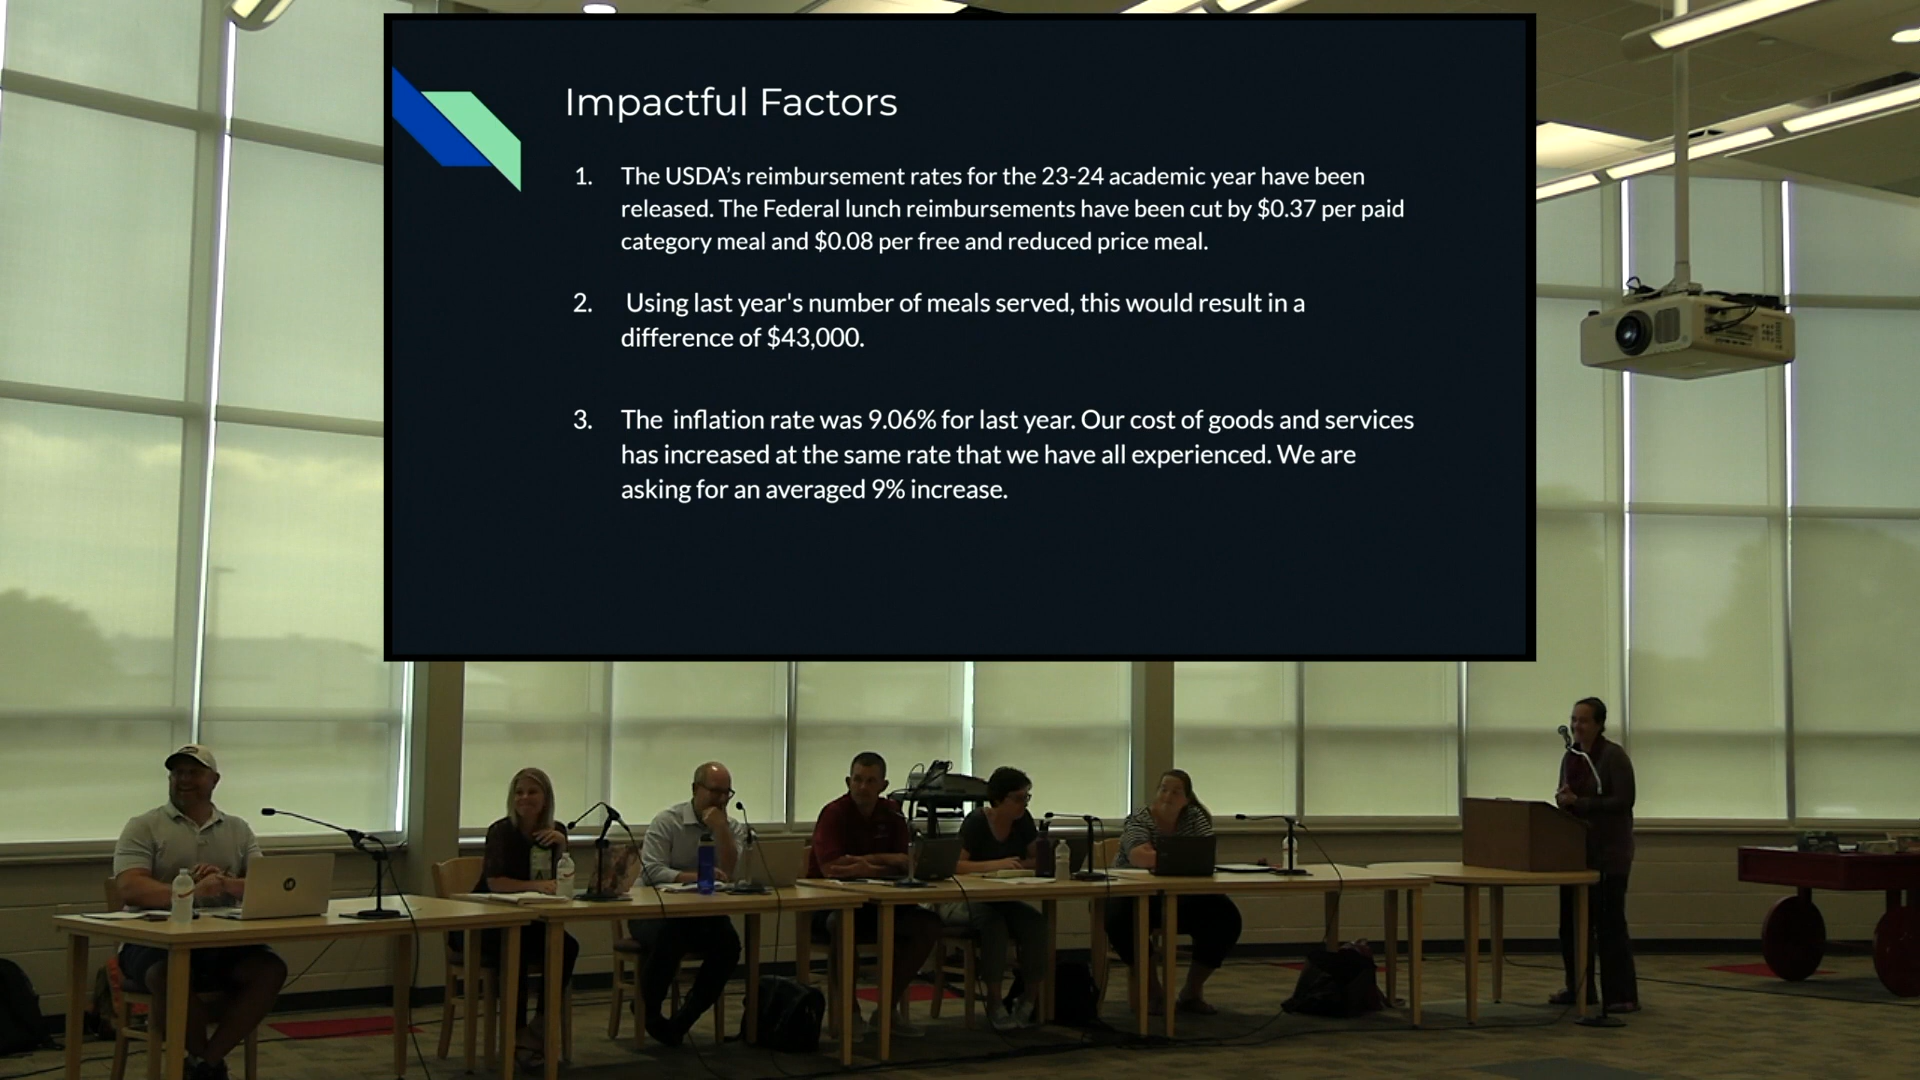 Impactful Factors
1. The USDA's reimbursement rates for the 23-24 academic year have been
released. The Federal lunch reimbursements have been cut by $0.37 per paid
category meal and $0.08 per free and reduced price meal.
2. Using last year's number of meals served, this would result in a
difference of $43,000.
3. The inflation rate was 9.06% for last year. Our cost of goods and services
has increased at the same rate that we have all experienced. We are
asking for an averaged 9% increase.